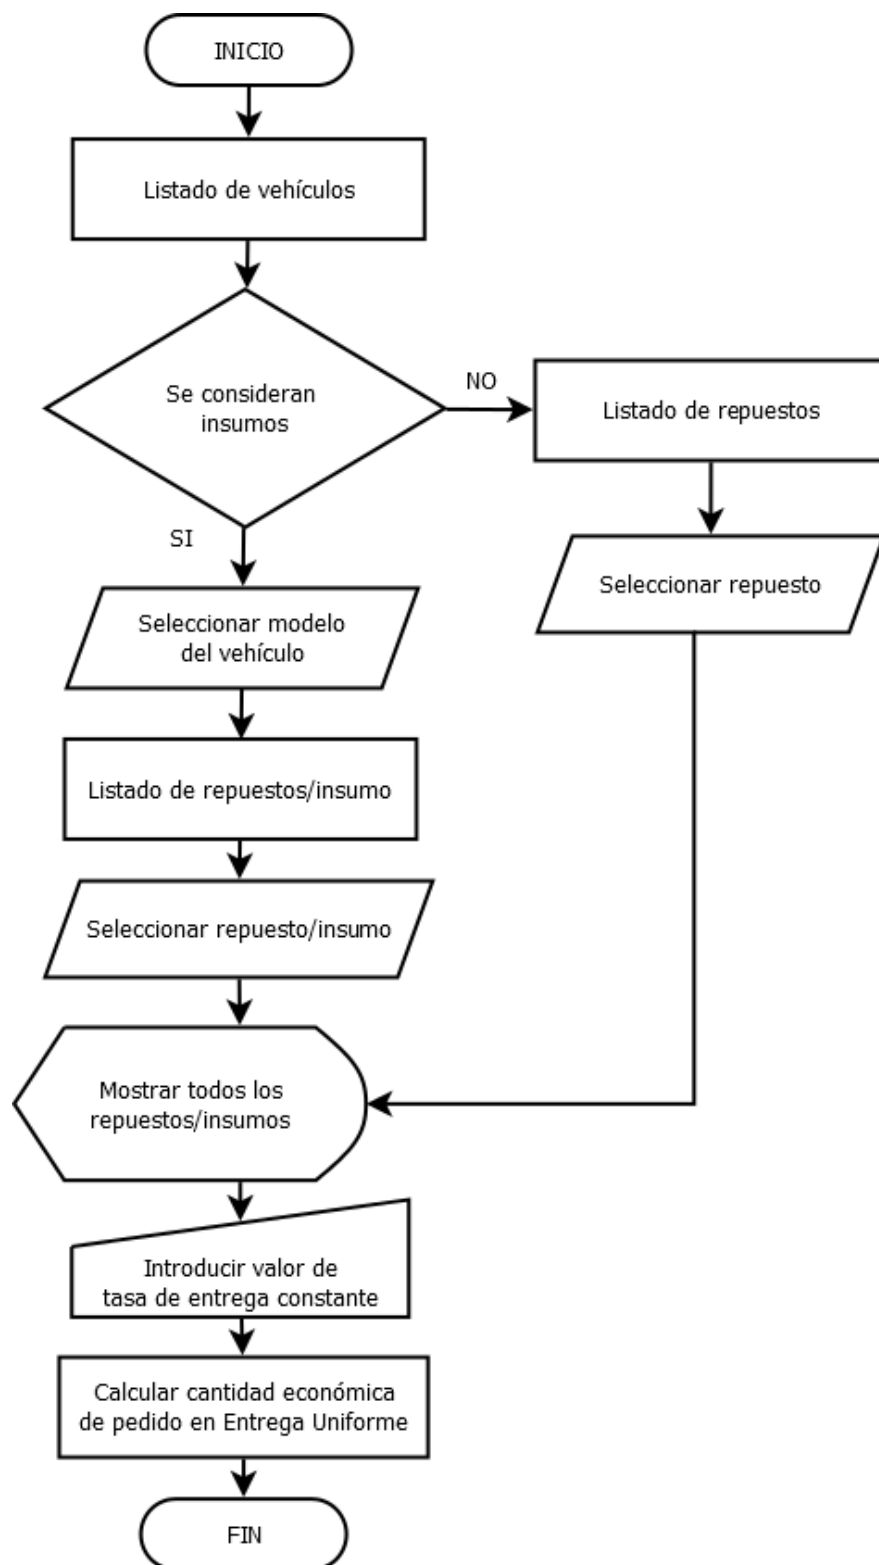 INICIO
Listado de vehículos
Se consideran
insumos
NO
Listado de repuestos
SI
Seleccionar repuesto
Seleccionar modelo
del vehículo
Listado de repuestos/insumo
Seleccionar repuesto/insumo
Mostrar todos los
repuestos/insumos
Introducir valor de
tasa de entrega constante
Calcular cantidad económica
de pedido en Entrega Uniforme
FIN